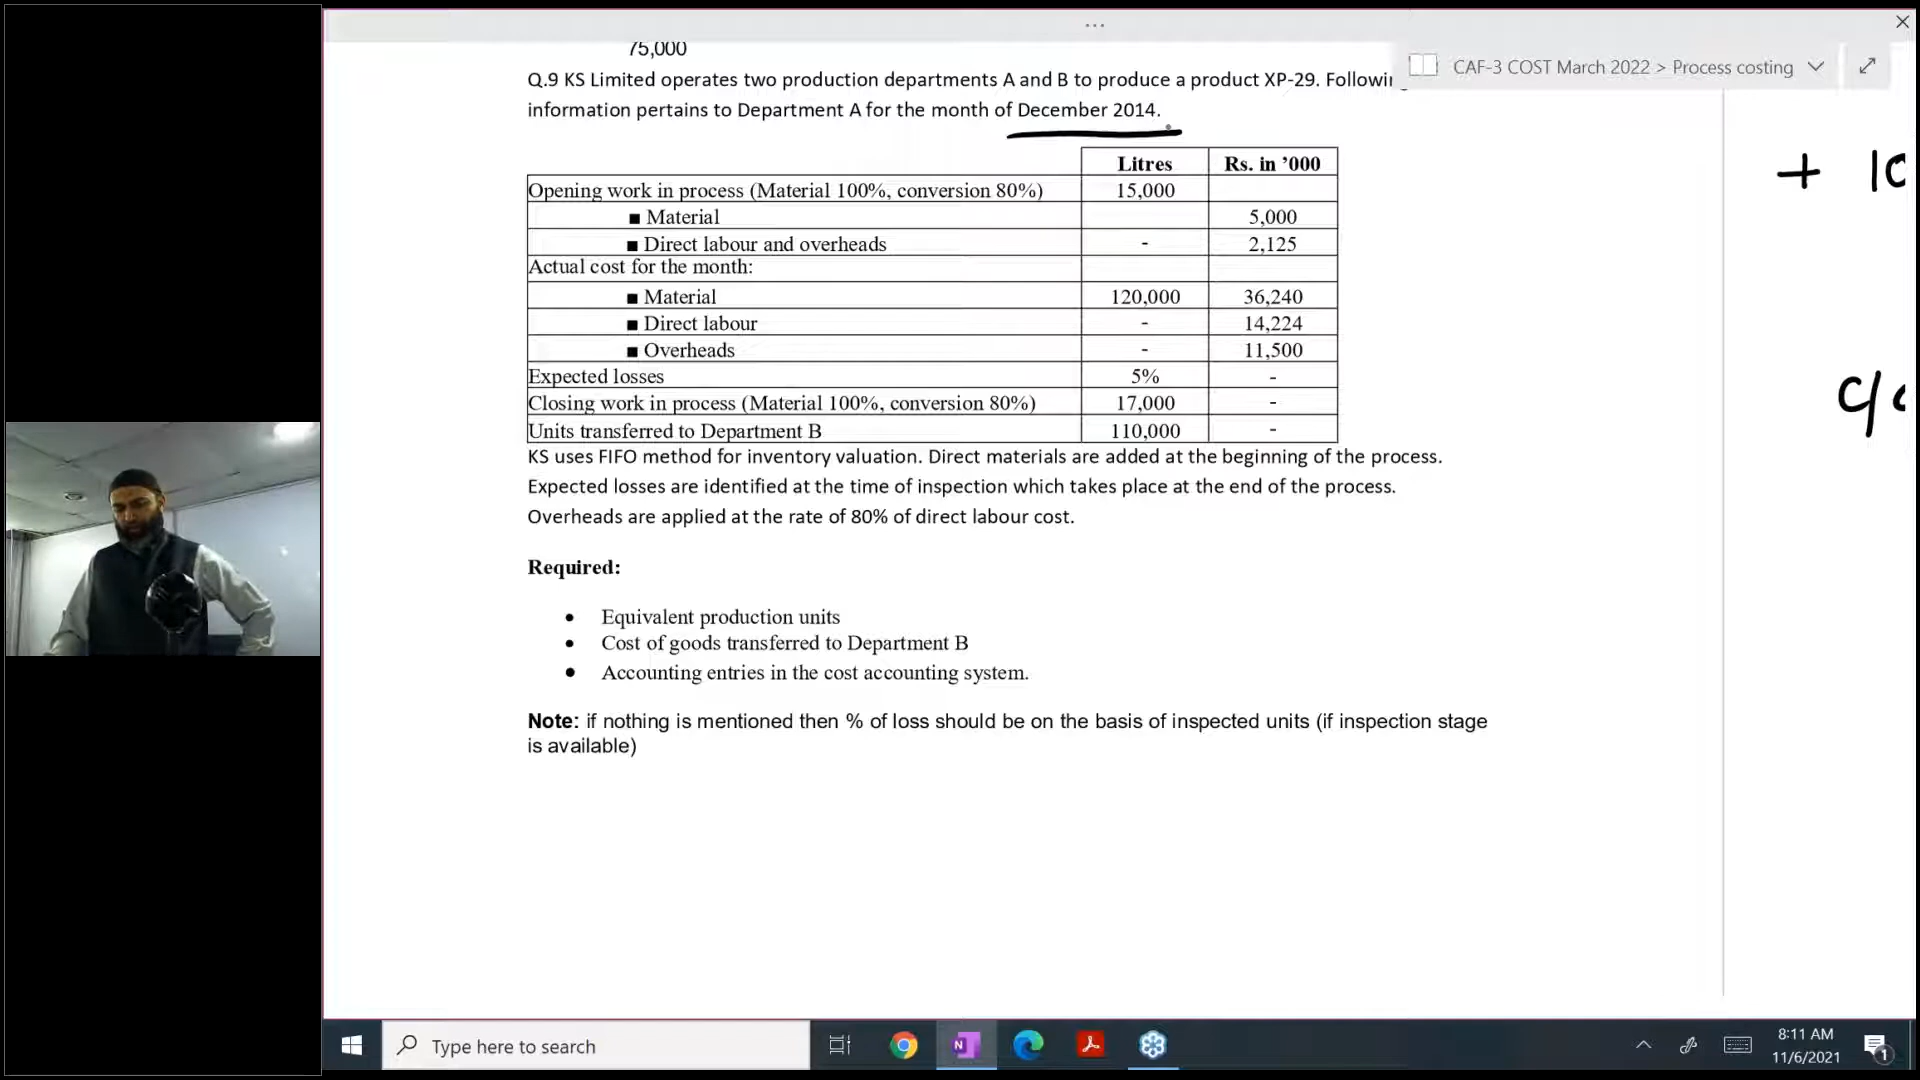 75,000
CAF-3 COST March 2022 > Process costing
Q.9 KS Limited operates two production departments A and B to produce a product XP-29.
information pertains to Department A for the month of December 2014.
+ 10
Litres Rs. in ’000
Opening work in process (Material 100%, conversion 80%) 15,000
■ Material 5,000
■ Direct labour and overheads - 2,125
Actual cost for the month:
■ Material 120,000 36,240
■ Direct labour - 14,224
■ Overheads - 11,500
Expected losses 5% -
Closing work in process (Material 100%, conversion 80%) 17,000 -
Units transferred to Department B 110,000 -
KS uses FIFO method for inventory valuation. Direct materials are added at the beginning of the process.
Expected losses are identified at the time of inspection which takes place at the end of the process.
Overheads are applied at the rate of 80% of direct labour cost.
Required:
• Equivalent production units
• Cost of goods transferred to Department B
• Accounting entries in the cost accounting system.
Note: if nothing is mentioned then % of loss should be on the basis of inspected units (if inspection stage
is available)
Type here to search
8:11 AM
11/6/2021
1